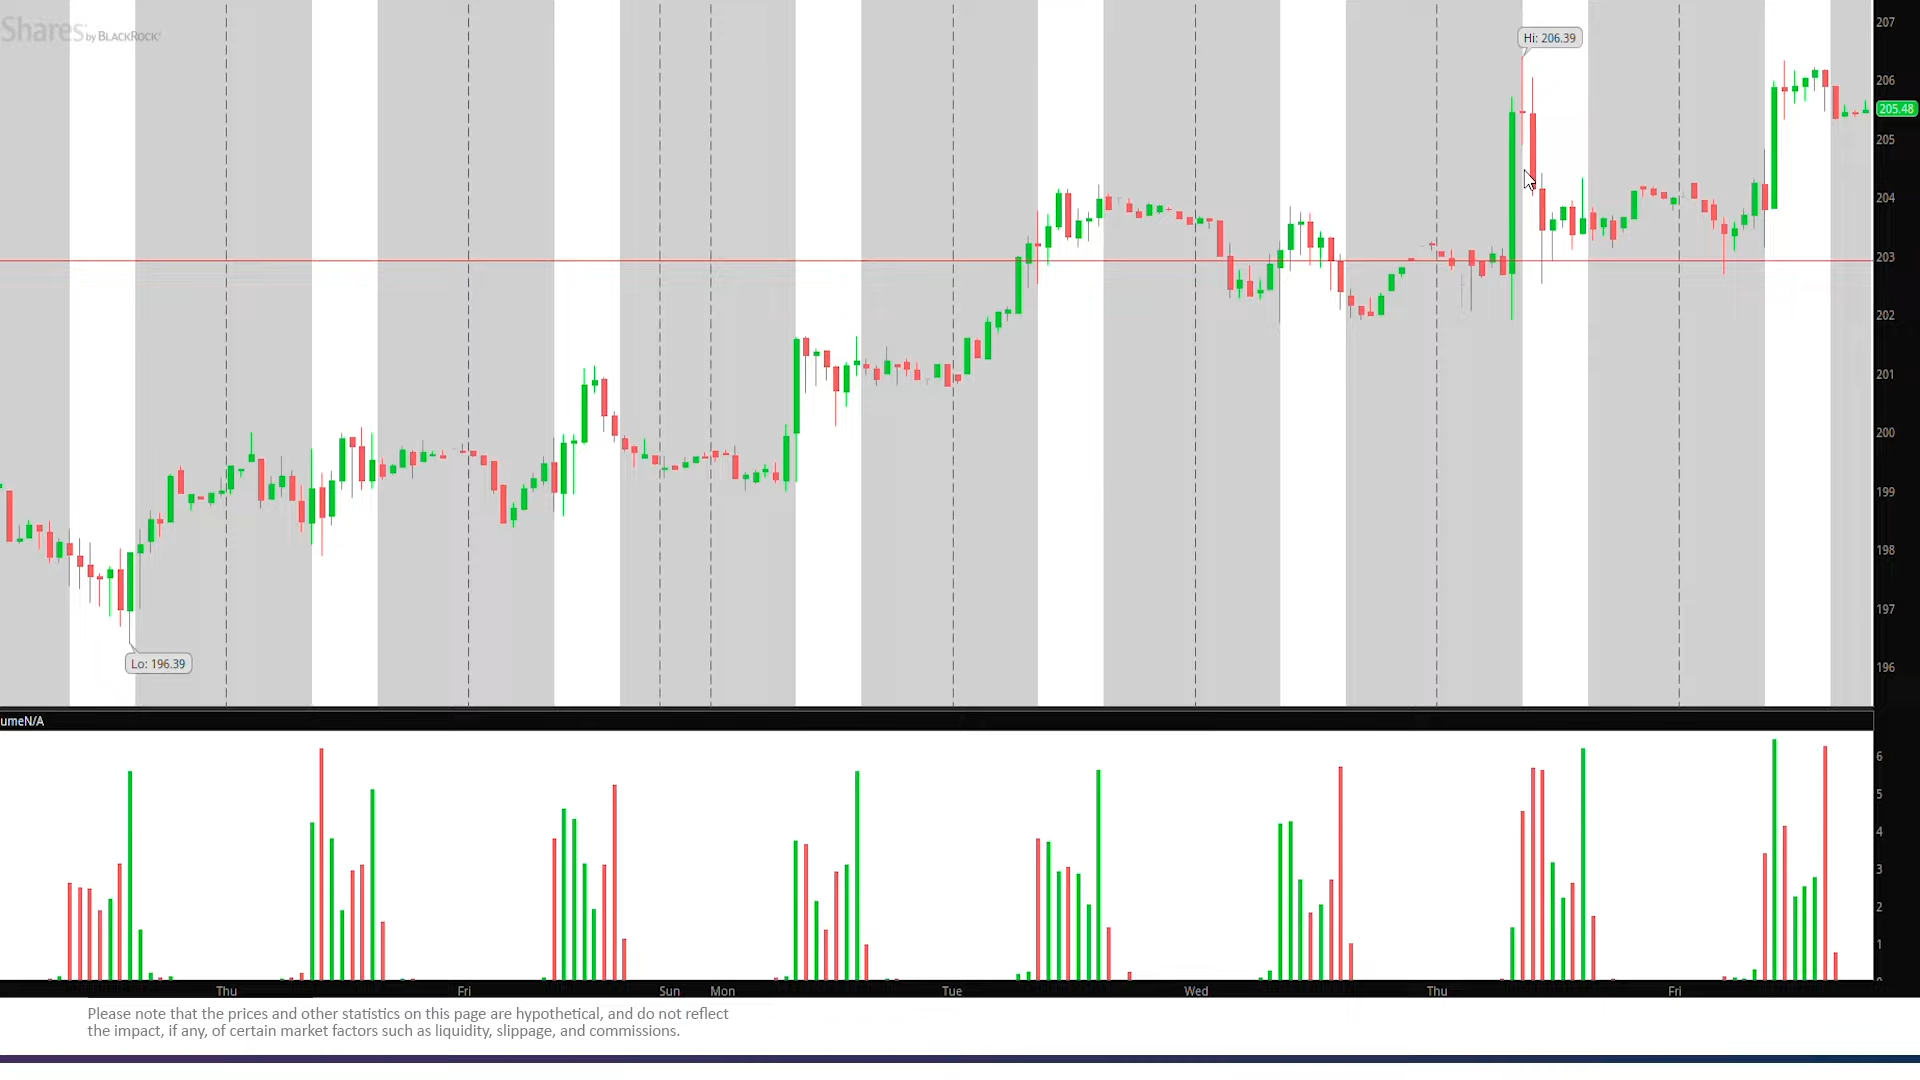 Shares by BLACKROCK®
Hi: 206.39
207
206
205.48
205
204
203
202
201
200
199
198
197
196
Lo: 196.39
umeN/A
6
5
4
3
2
1
Thu Fri Sun Mon Tue Wed Thu Fri
Please note that the prices and other statistics on this page are hypothetical, and do not reflect
the impact, if any, of certain market factors such as liquidity, slippage, and commissions.